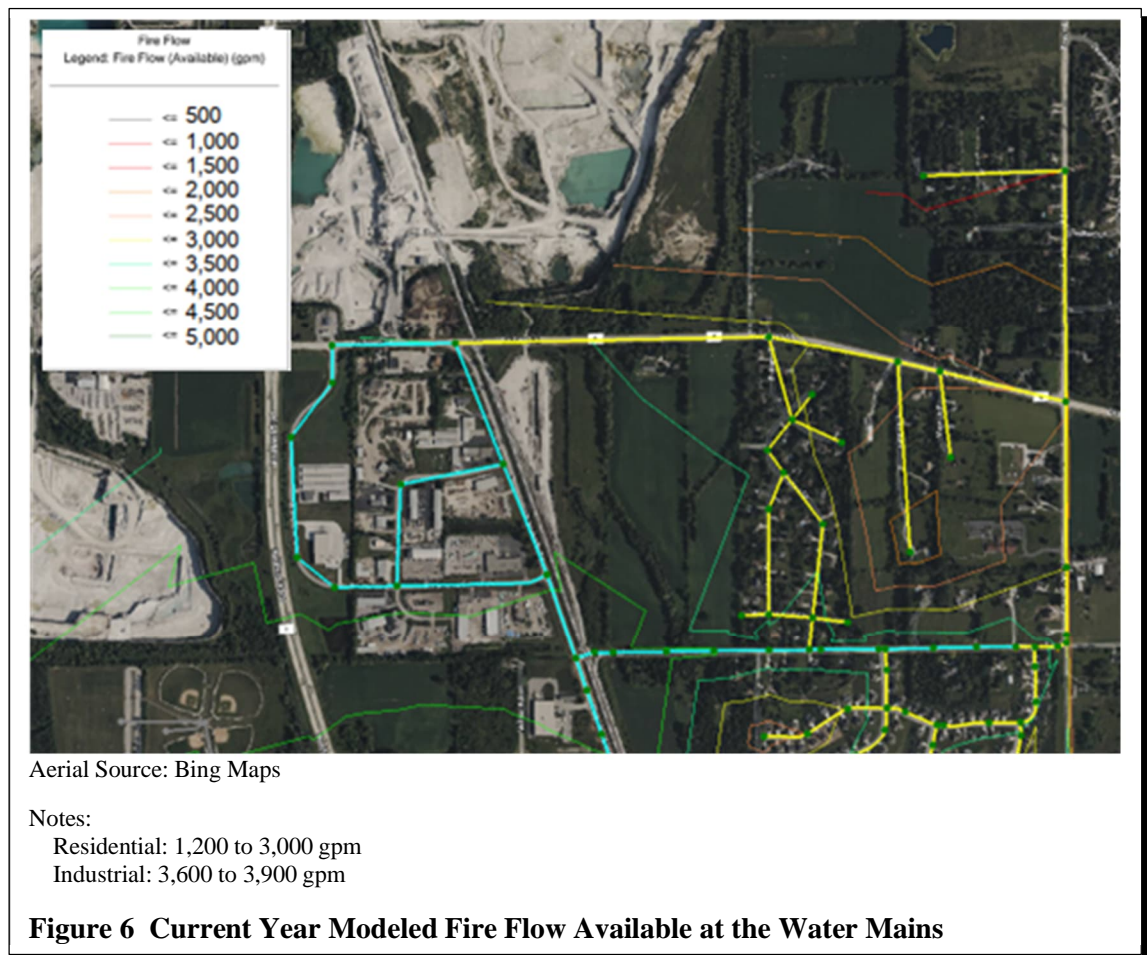 Fire Flow
Legend: Fire Flow (Available) (gpm)
<= 500
<= 1,000
<= 1,500
<= 2,000
<= 2,500
<= 3,000
<= 3,500
<= 4,000
<= 4,500
<= 5,000
Aerial Source: Bing Maps
Notes:
Residential: 1,200 to 3,000 gpm
Industrial: 3,600 to 3,900 gpm
Figure 6 Current Year Modeled Fire Flow Available at the Water Mains